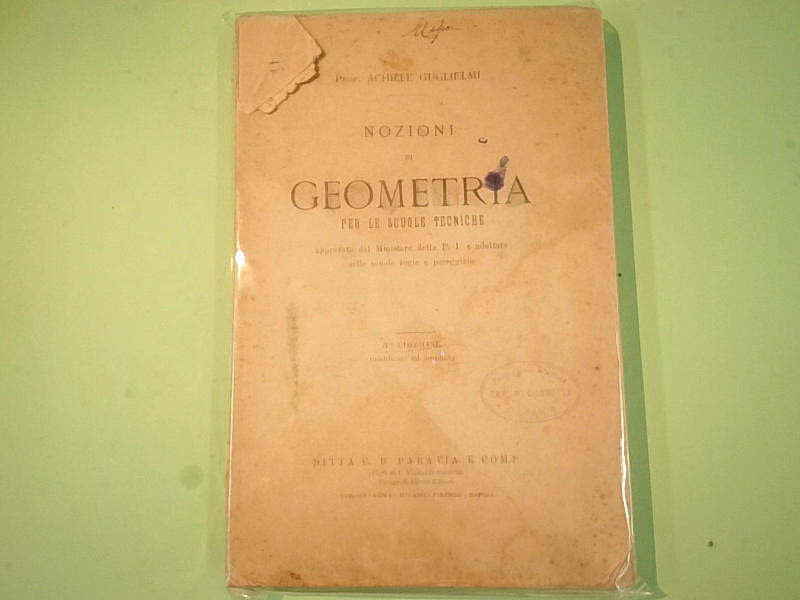 Prof. ACHILLE GUGLIELMI
NOZIONI
DI
GEOMETRIA
PER LE SCUOLE TECNICHE
approvate dal Ministero della P. I. e adottate
nelle scuole regie e pareggiate
EDIZIONE
modificata ed ampliata
DITTA G. B. PARAVIA E COMP.
TORINO - ROMA - MILANO - FIRENZE - NAPOLI